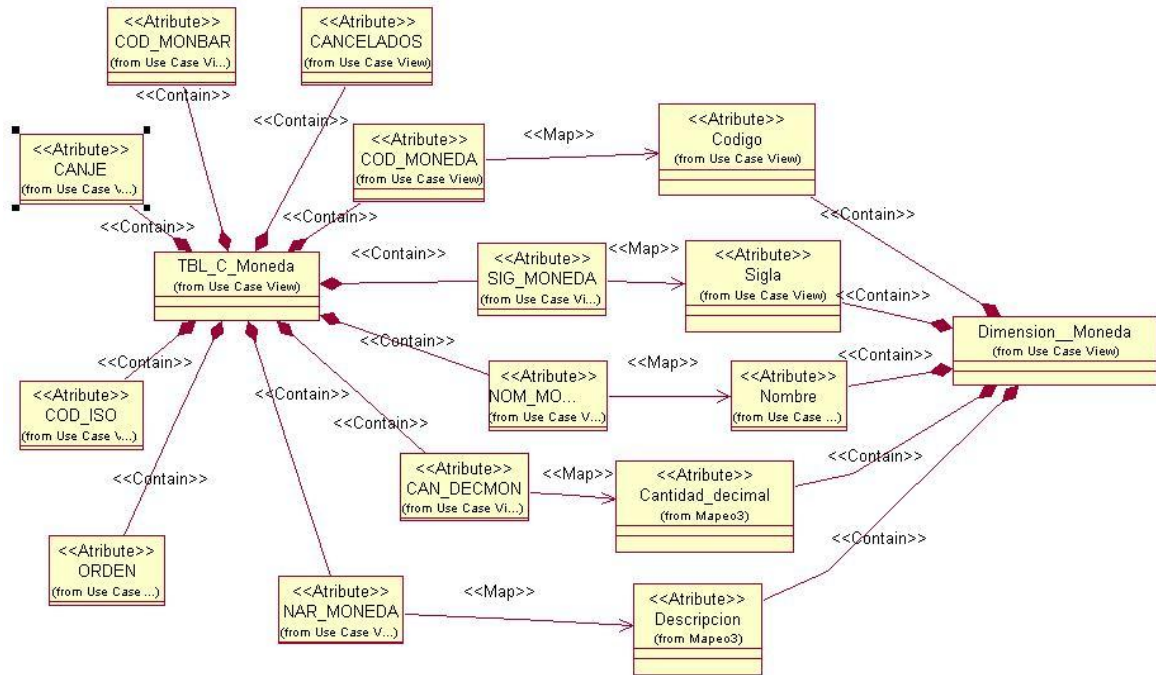 <<Atribute>>
COD_MONBAR
(from Use Case Vi...)
<<Atribute>>
CANCELADOS
(from Use Case View)
<<Contain>>
<<Contain>>
<<Atribute>>
CANJE
(from Use Case V...)
<<Atribute>>
COD_MONEDA
(from Use Case View)
<<Map>>
<<Atribute>>
Codigo
(from Use Case View)
<<Contain>>
<<Contain>>
<<Contain>>
TBL_C_Moneda
(from Use Case View)
<<Contain>>
<<Atribute>>
SIG_MONEDA
(from Use Case Vi...)
<<Map>>
<<Atribute>>
Sigla
(from Use Case View)
<<Contain>>
Dimension__Moneda
(from Use Case View)
<<Contain>>
<<Atribute>>
COD_ISO
(from Use Case V...)
<<Contain>>
<<Atribute>>
NOM_MO...
(from Use Case V...)
<<Map>>
<<Atribute>>
Nombre
(from Use Case ...)
<<Contain>>
<<Contain>>
<<Contain>>
<<Atribute>>
CAN_DECMON
(from Use Case Vi...)
<<Map>>
<<Atribute>>
Cantidad_decimal
(from Mapeo3)
<<Contain>>
<<Atribute>>
ORDEN
(from Use Case ...)
<<Contain>>
<<Atribute>>
NAR_MONEDA
(from Use Case V...)
<<Map>>
<<Atribute>>
Descripcion
(from Mapeo3)
<<Contain>>